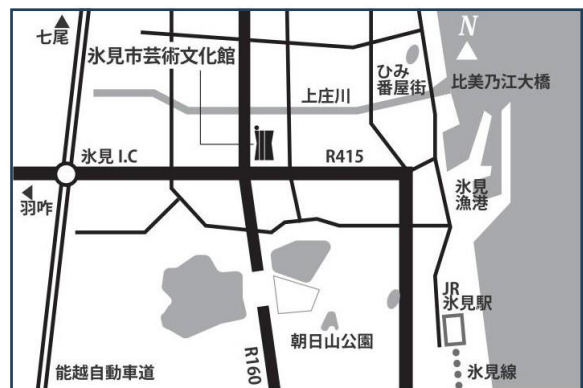 七尾
N
氷見市芸術文化館
ひみ
番屋街
比美乃江大橋
上庄川
氷見 I.C
R415
羽咋
氷見
漁港
JR
氷見駅
朝日山公園
R160
能越自動車道
氷見線